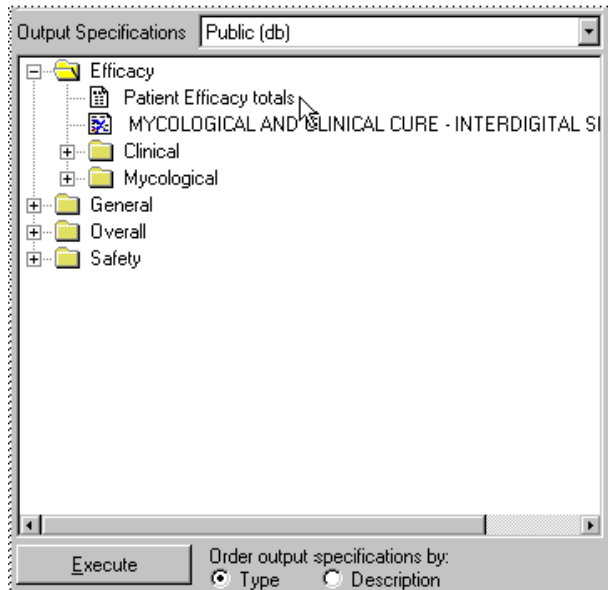 Output Specifications Public (db)
Efficacy
Patient Efficacy totals
MYCOLOGICAL AND CLINICAL CURE - INTERDIGITAL SI
Clinical
Mycological
General
Overall
Safety
Execute
Order output specifications by:
Type Description